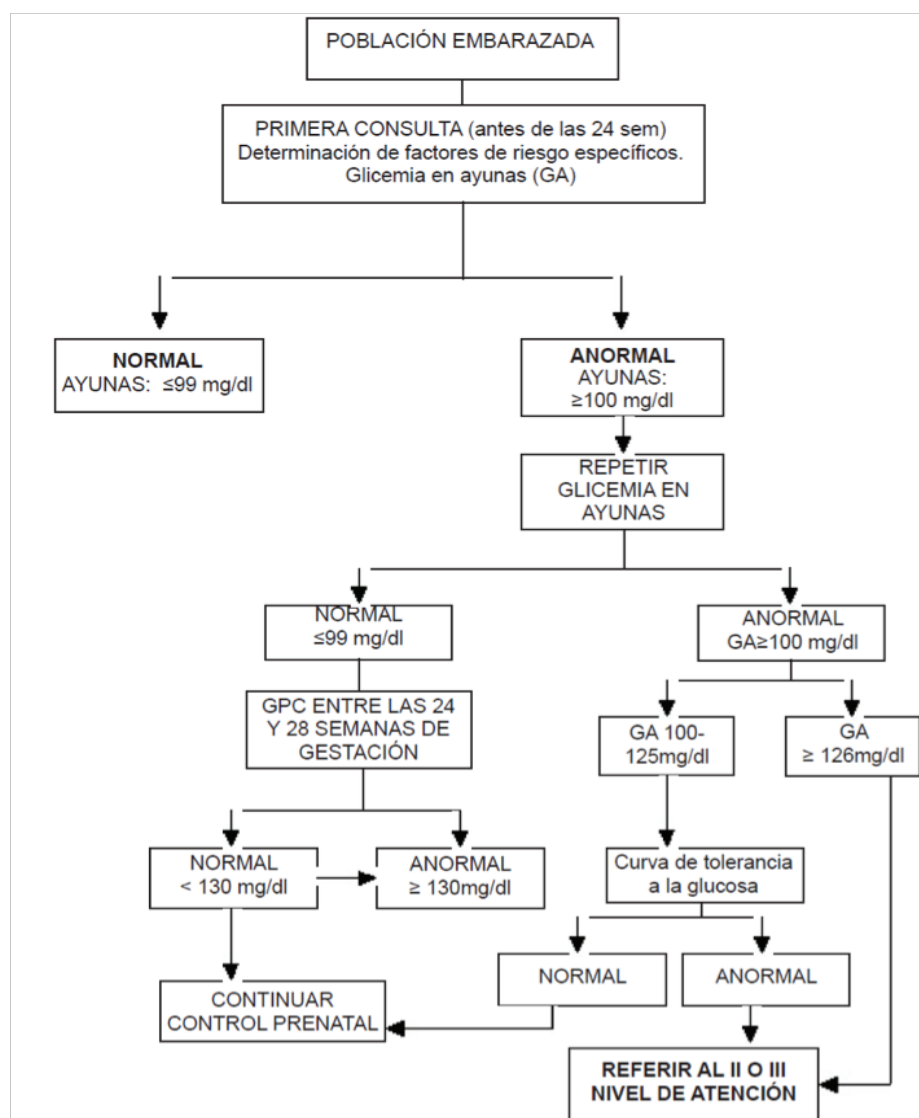 POBLACIÓN EMBARAZADA
PRIMERA CONSULTA (antes de las 24 sem)
Determinación de factores de riesgo específicos.
Glicemia en ayunas (GA)
NORMAL
AYUNAS: ≤99 mg/dl
ANORMAL
AYUNAS:
≥100 mg/dl
REPETIR
GLICEMIA EN
AYUNAS
NORMAL
≤99 mg/dl
ANORMAL
GA≥100 mg/dl
GPC ENTRE LAS 24
Y 28 SEMANAS DE
GESTACIÓN
GA 100-
125mg/dl
GA
≥ 126mg/dl
NORMAL
< 130 mg/dl
ANORMAL
≥ 130mg/dl
Curva de tolerancia
a la glucosa
NORMAL
ANORMAL
CONTINUAR
CONTROL PRENATAL
REFERIR AL II O III
NIVEL DE ATENCIÓN